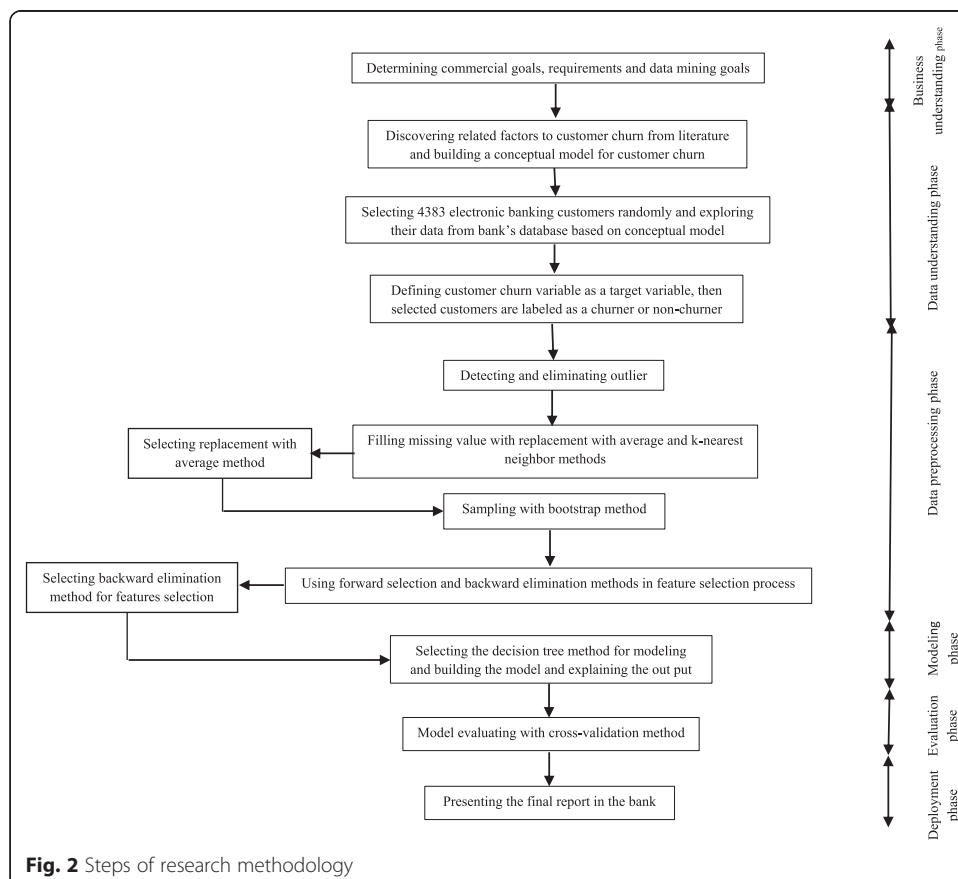 Determining commercial goals, requirements and data mining goals
Discovering related factors to customer churn from literature
and building a conceptual model for customer churn
Selecting 4383 electronic banking customers randomly and exploring
their data from bank's database based on conceptual model
Defining customer churn variable as a target variable, then
selected customers are labeled as a churner or non-churner
Detecting and eliminating outlier
Filling missing value with replacement with average and k-nearest
neighbor methods
Selecting replacement with
average method
Sampling with bootstrap method
Using forward selection and backward elimination methods in feature selection process
Selecting backward elimination
method for features selection
Selecting the decision tree method for modeling
and building the model and explaining the out put
Model evaluating with cross-validation method
Presenting the final report in the bank
Business
understanding phase
Data understanding phase
Data preprocessing phase
Modeling
phase
Evaluation
phase
Deployment
phase
Fig. 2 Steps of research methodology